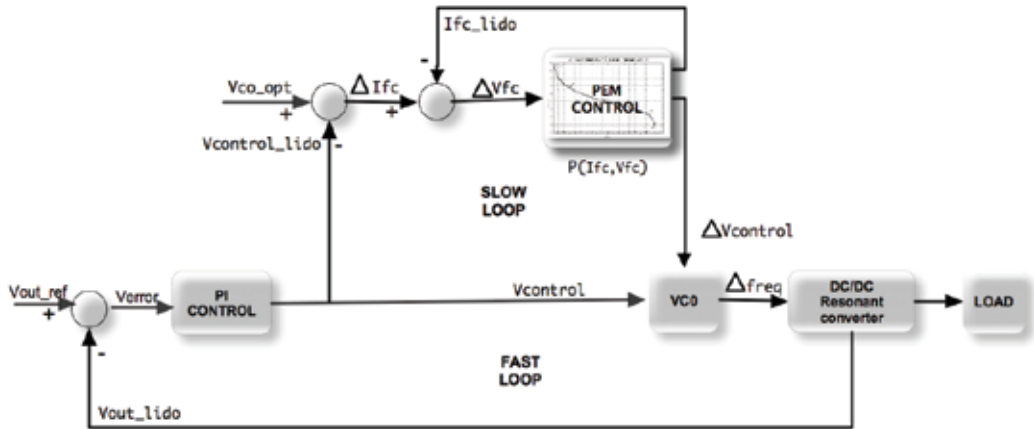 Ifc_lido
-
Vco_opt
+
Δ Ifc
+
ΔVfc
PEM
CONTROL
Vcontrol_lido
-
P(Ifc,Vfc)
SLOW
LOOP
ΔVcontrol
Vout_ref
+
Verror
PI
CONTROL
Vcontrol
VCO
Δfreq
DC/DC
Resonant
converter
LOAD
-
FAST
LOOP
Vout_lido